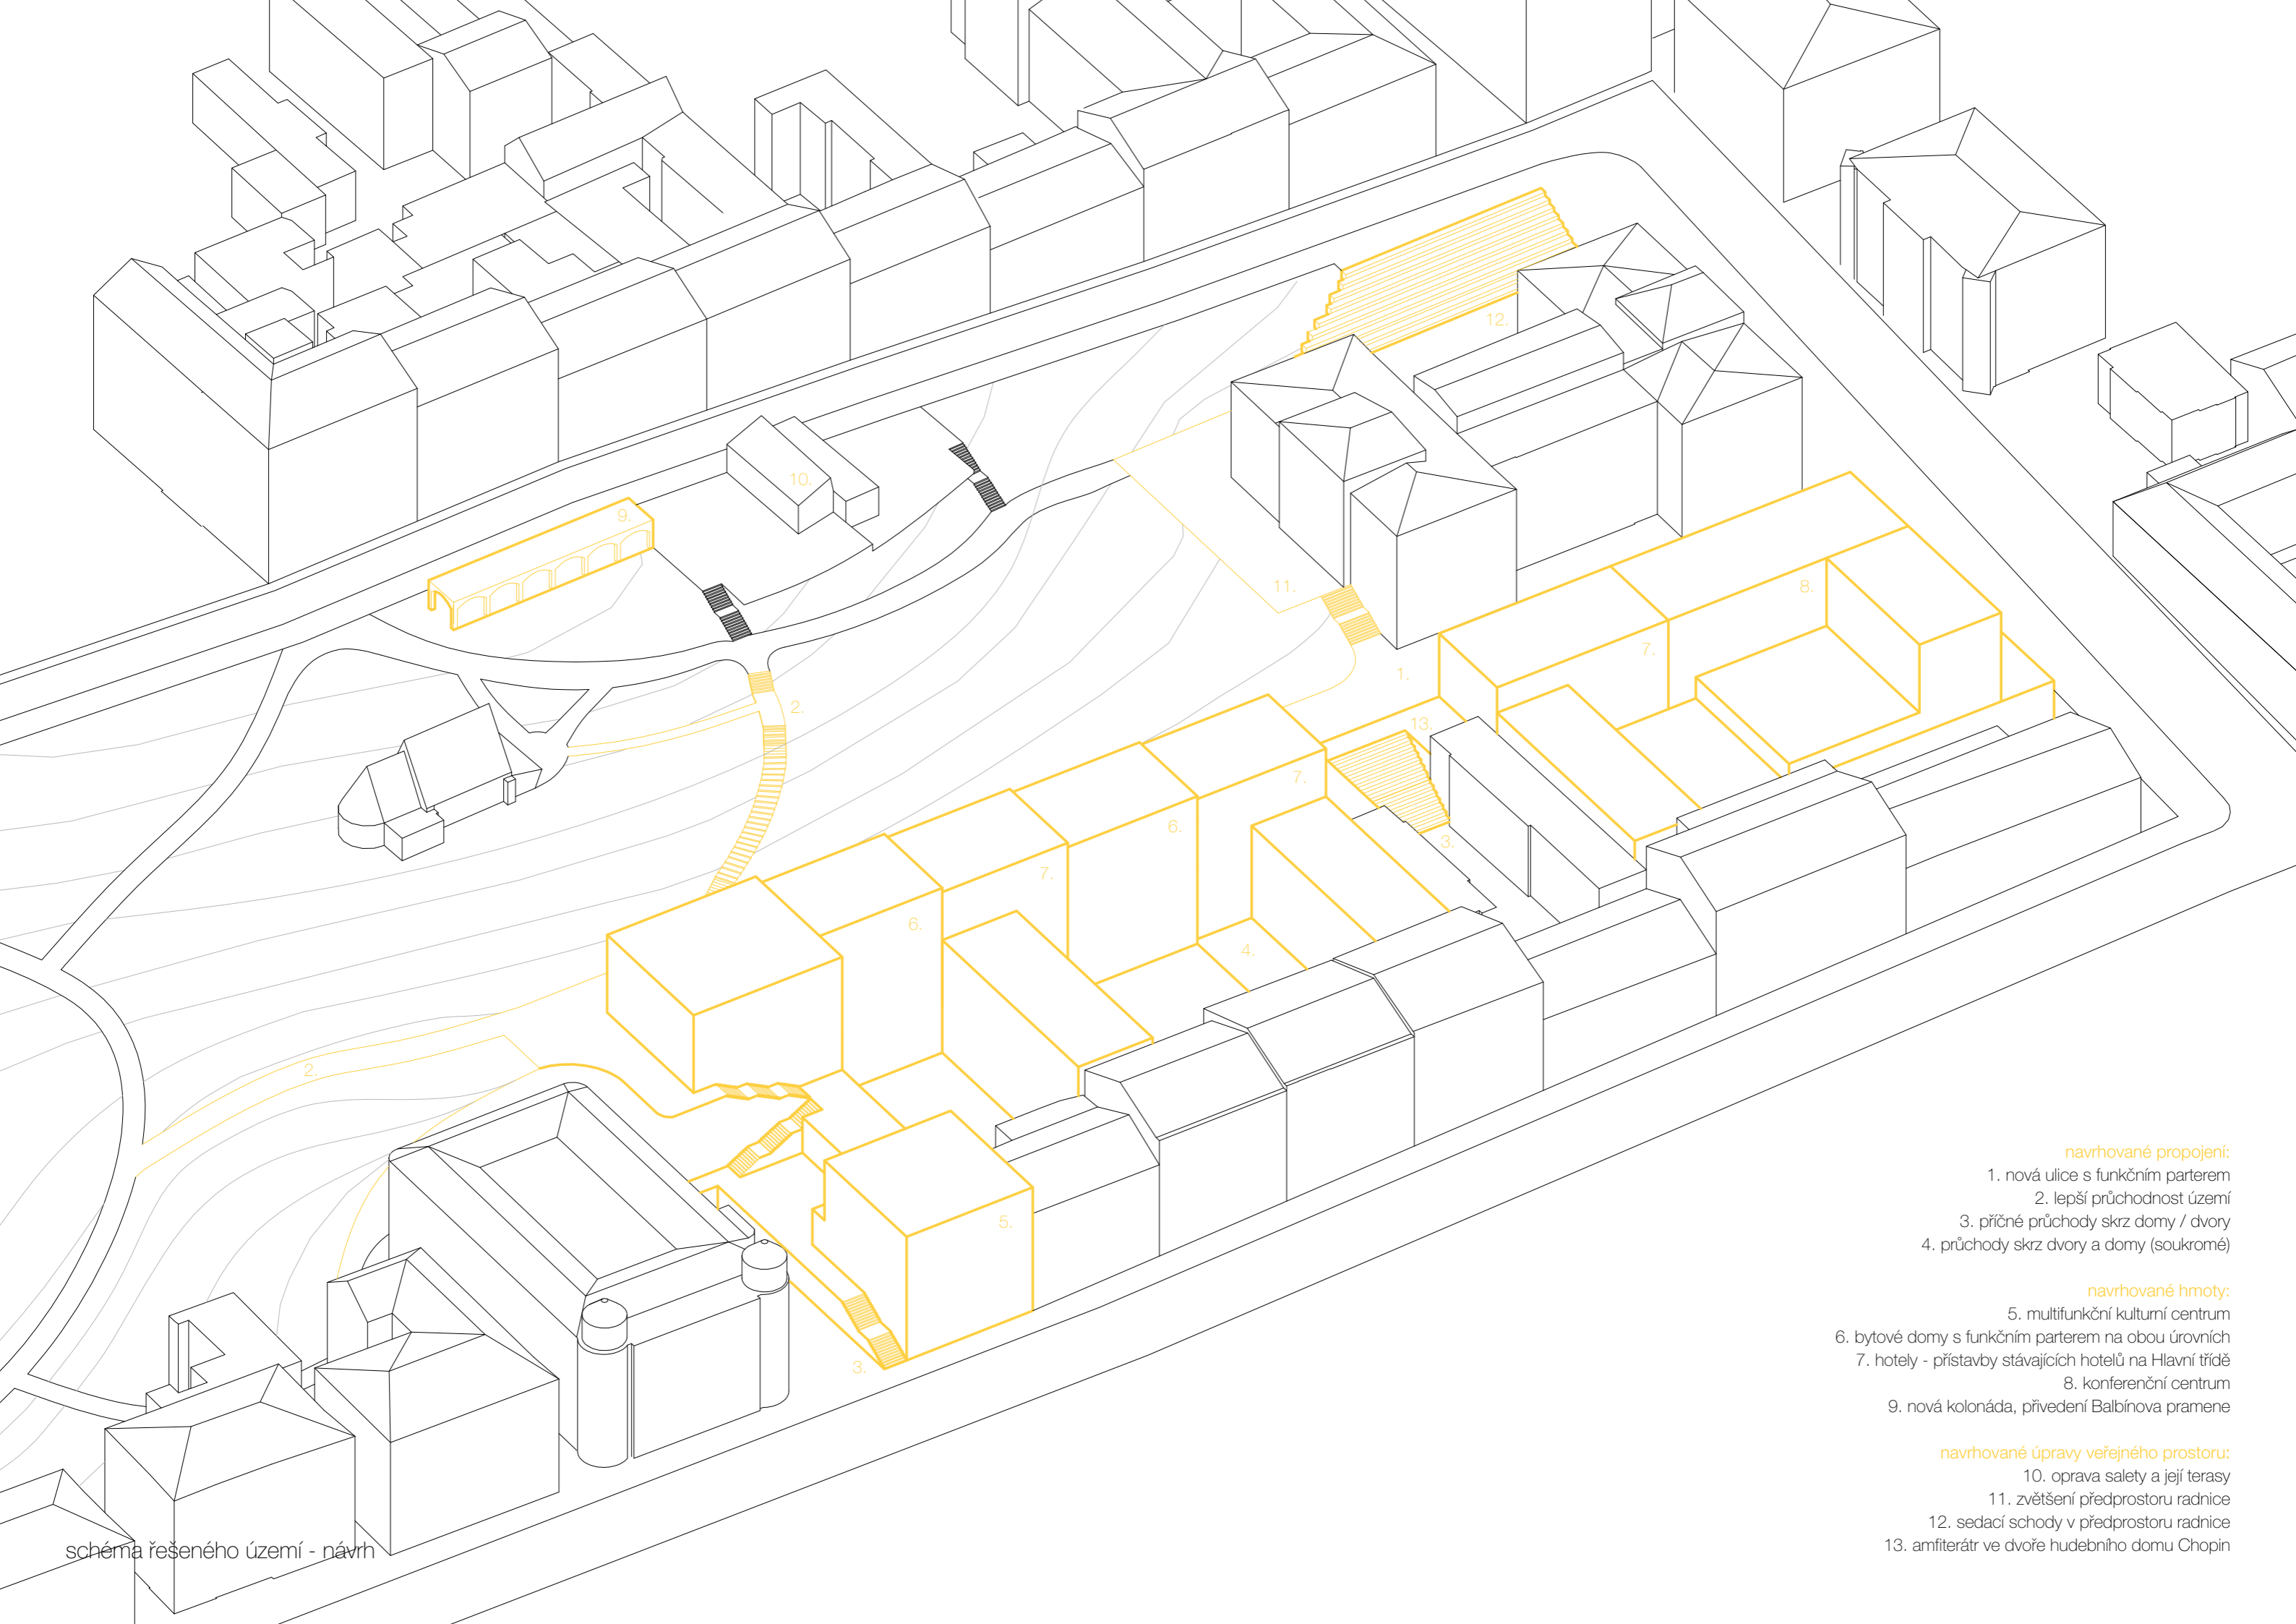 12.
10.
9.
11.
8.
7.
1.
2.
13.
7.
6.
3.
7.
6.
4.
2.
5.
3.
navrhované propojení:
1. nová ulice s funkčním parterem
2. lepší průchodnost území
3. příčné průchody skrz domy / dvory
4. průchody skrz dvory a domy (soukromé)
navrhované hmoty:
5. multifunkční kulturní centrum
6. bytové domy s funkčním parterem na obou úrovních
7. hotely - přístavby stávajících hotelů na Hlavní třídě
8. konferenční centrum
9. nová kolonáda, přivedení Balbínova pramene
navrhované úpravy veřejného prostoru:
10. oprava salety a její terasy
11. zvětšení předprostoru radnice
12. sedací schody v předprostoru radnice
13. amfiterátr ve dvoře hudebního domu Chopin
schéma řešeného území - návrh